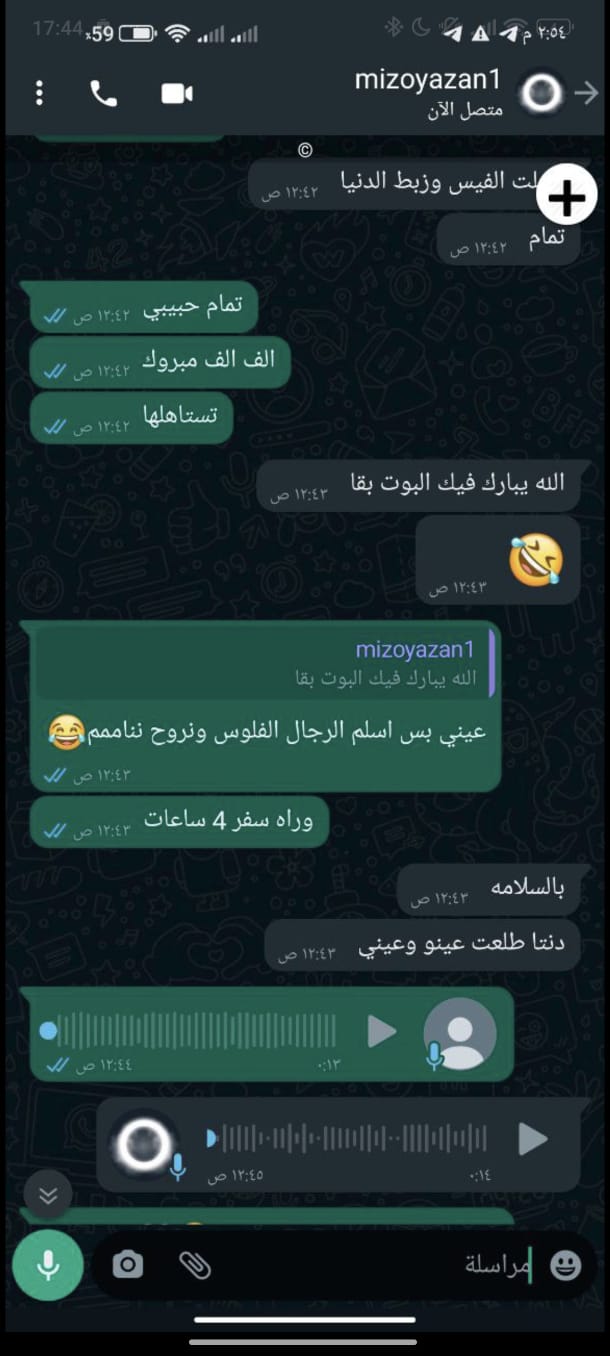 17:44
٢:٥٤ م
59٪
mizoyazan1
متصل الآن
©
لت الفيس وزبط الدنيا
١٢:٤٢ ص
تمام
١٢:٤٢ ص
تمام حبيبي
١٢:٤٢ ص
الف الف مبروك
١٢:٤٢ ص
تستاهلها
١٢:٤٢ ص
الله يبارك فيك البوت بقا
١٢:٤٣ ص
🤣
١٢:٤٣ ص
mizoyazan1
الله يبارك فيك البوت بقا
عيني بس اسلم الرجال الفلوس ونروح ننامممم😂
١٢:٤٣ ص
وراه سفر 4 ساعات
١٢:٤٣ ص
بالسلامه
١٢:٤٣ ص
دنتا طلعت عينو وعيني
١٢:٤٣ ص
٠:١٣
١٢:٤٤ ص
٠:١٤
١٢:٤٥ ص
مراسلة